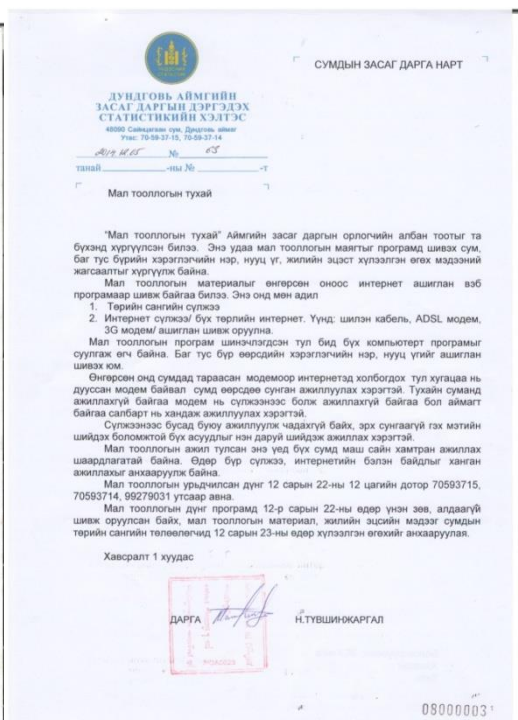 СУМДЫН ЗАСАГ ДАРГА НАРТ
ДУНДГОВЬ АЙМГИЙН
ЗАСАГ ДАРГЫН ДЭРГЭДЭХ
СТАТИСТИКИЙН ХЭЛТЭС
48090 Сайнцагаан сум, Дундговь аймаг
Утас: 70-59-37-15, 70-59-37-14
№ 63
танай -ны № -т
Мал тооллогын тухай
"Мал тооллогын тухай" Аймгийн засаг даргын орлогчийн албан тоотыг та
бүхэнд хүргүүлсэн билээ. Энэ удаа мал тооллогын маягтыг программд шивэх сум,
баг тус бүрийн хэрэглэгчийн нэр, нууц үг, жилийн эцэст хүлээлгэн өгөх мэдээний
жагсаалтыг хүргүүлж байна.
Мал тооллогын материалыг өнгөрсөн оноос интернет ашиглан вэб
програмаар шивж байгаа билээ. Энэ онд мөн адил
1. Төрийн сангийн сүлжээ
2. Интернет сүлжээ/ бүх төрлийн интернет. Үүнд: шилэн кабель, ADSL модем,
3G модем/ ашиглан шивж оруулна.
Мал тооллогын програм шинэчлэгдсэн тул бид бүх компьютерт програмыг
суулгаж өгч байна. Баг тус бүр өөрсдийн хэрэглэгчийн нэр, нууц үгийг ашиглан
шивэх юм.
Өнгөрсөн онд сумдад тараасан модемоор интернетэд холбогдох тул хугацаа нь
дууссан модем байвал сумд өөрсдөө сунган ажиллуулах хэрэгтэй. Тухайн суманд
ажиллахгүй байгаа модем нь сүлжээнээс болж ажиллахгүй байгаа бол аймагт
байгаа салбарт нь хандаж ажиллуулах хэрэгтэй.
Сүлжээнээс бусад буюу ажиллуулж чадахгүй байх, эрх сунгаагүй гэх мэтийн
шийдэх боломжтой бүх асуудлыг нэн даруй шийдэж ажиллах хэрэгтэй.
Мал тооллогын ажил тулсан энэ үед бүх сумд маш сайн хамтран ажиллах
шаардлагатай байна. Өдөр бүр сүлжээ, интернетийн бэлэн байдлыг ханган
ажиллахыг анхааруулж байна.
Мал тооллогын урьдчилсан дүнг 12 сарын 22-ны 12 цагийн дотор 70593715,
70593714, 99279031 утсаар авна.
Мал тооллогын дүнг програмд 12-р сарын 22-ны өдөр үнэн зөв, алдаагүй
шивж оруулсан байх, мал тооллогын материал, жилийн эцсийн мэдээг сумдын
төрийн сангийн төлөөлөгчид 12 сарын 23-ны өдөр хүлээлгэн өгөхийг анхааруулая.
Хавсралт 1 хуудас
ДАРГА Н.ТҮВШИНЖАРГАЛ
08000003